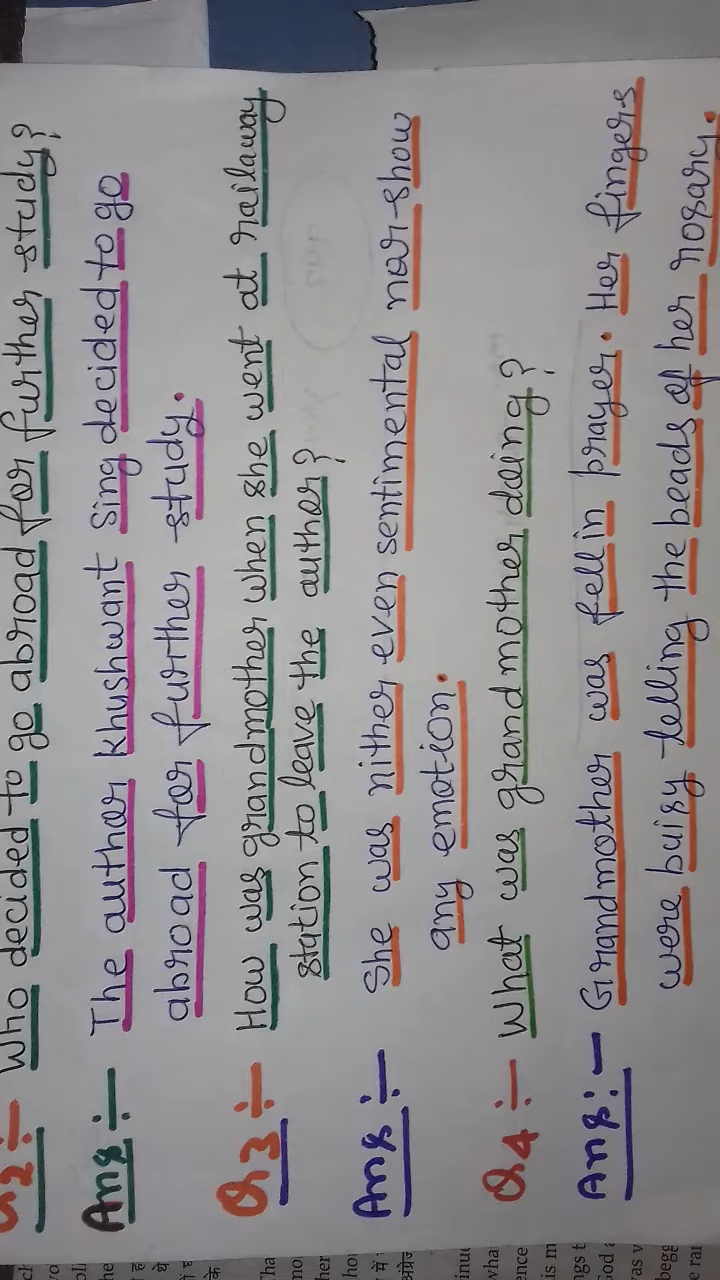 Q2 :- Who decided to go abroad for further study?
Ans :- The author Khushwant Sing decided to go
abroad for further study.
Q3 :- How was grandmother when she went at railaway
station to leave the author?
Ans :- She was nither even sentimental nor show
any emotion.
Q4 :- What was grandmother doing?
Ans :- Grandmother was fell in prayer. Her fingers
were buisy telling the beads of her rosary.